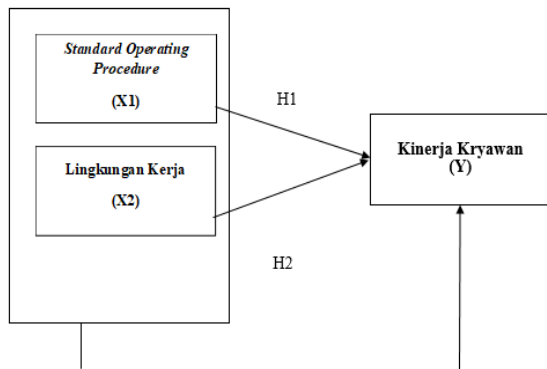 Standard Operating
Procedure
(X1)
H1
Kinerja Kryawan
(Y)
Lingkungan Kerja
(X2)
H2